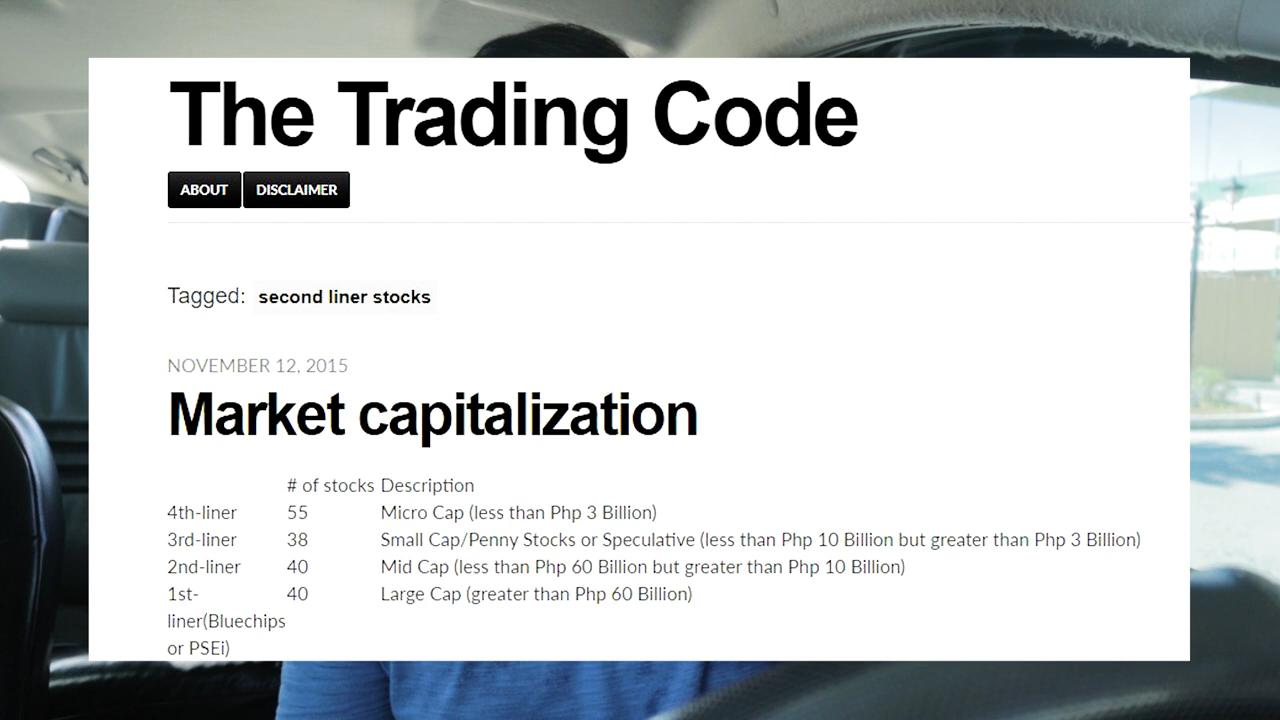 The Trading Code
ABOUT DISCLAIMER
Tagged: second liner stocks
NOVEMBER 12, 2015
Market capitalization
# of stocks Description
4th-liner 55 Micro Cap (less than Php 3 Billion)
3rd-liner 38 Small Cap/Penny Stocks or Speculative (less than Php 10 Billion but greater than Php 3 Billion)
2nd-liner 40 Mid Cap (less than Php 60 Billion but greater than Php 10 Billion)
1st- 40 Large Cap (greater than Php 60 Billion)
liner(Bluechips
or PSEi)